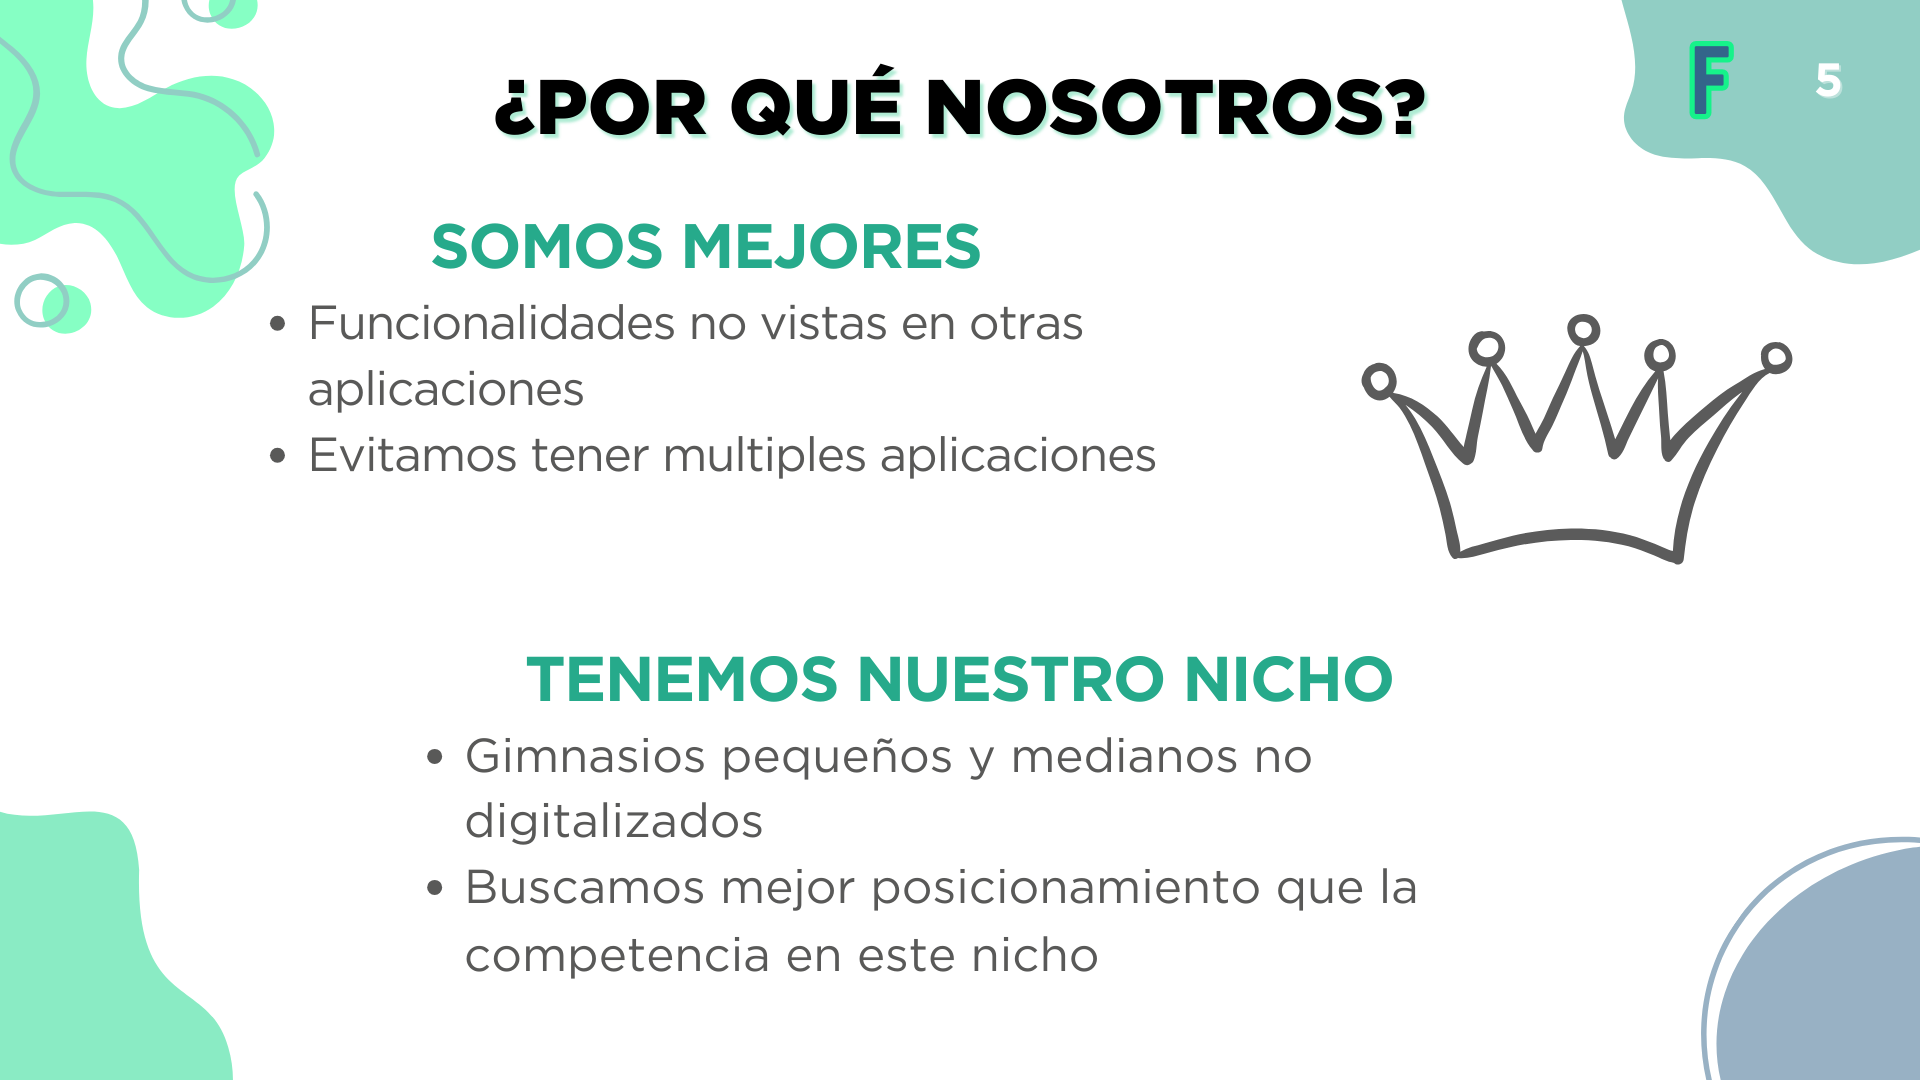 ¿POR QUÉ NOSOTROS?
F
5
SOMOS MEJORES
• Funcionalidades no vistas en otras
aplicaciones
• Evitamos tener multiples aplicaciones
TENEMOS NUESTRO NICHO
• Gimnasios pequeños y medianos no
digitalizados
• Buscamos mejor posicionamiento que la
competencia en este nicho